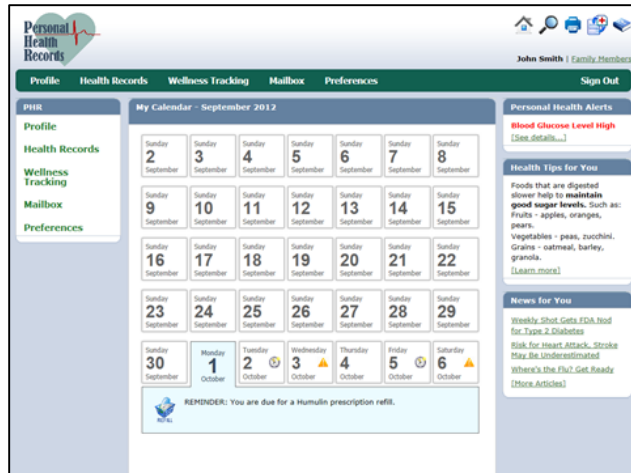 Personal
Health
Records
John Smith | Family Members
Profile Health Records Wellness Tracking Mailbox Preferences Sign Out
PHR
Profile
Health Records
Wellness
Tracking
Mailbox
Preferences
My Calendar - September 2012
Sunday Sunday Sunday Sunday Sunday Sunday Sunday
2 3 4 5 6 7 8
September September September September September September September
Sunday Sunday Sunday Sunday Sunday Sunday Sunday
9 10 11 12 13 14 15
September September September September September September September
Sunday Sunday Sunday Sunday Sunday Sunday Sunday
16 17 18 19 20 21 22
September September September September September September September
Sunday Sunday Sunday Sunday Sunday Sunday Sunday
23 24 25 26 27 28 29
September September September September September September September
Sunday Monday Tuesday Wednesday Thursday Friday Saturday
30 1 2 3 4 5 6
September October October October October October October
REMINDER: You are due for a Humulin prescription refill.
REFILL
Personal Health Alerts
Blood Glucose Level High
[See details...]
Health Tips for You
Foods that are digested
slower help to maintain
good sugar levels. Such as:
Fruits - apples, oranges,
pears.
Vegetables - peas, zucchini.
Grains - oatmeal, barley,
granola.
[Learn more]
News for You
Weekly Shot Gets FDA Nod
for Type 2 Diabetes
Risk for Heart Attack, Stroke
May Be Underestimated
Where's the Flu? Get Ready
[More Articles]